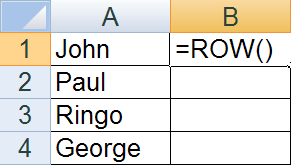 A B
1 John =ROW()
2 Paul
3 Ringo
4 George